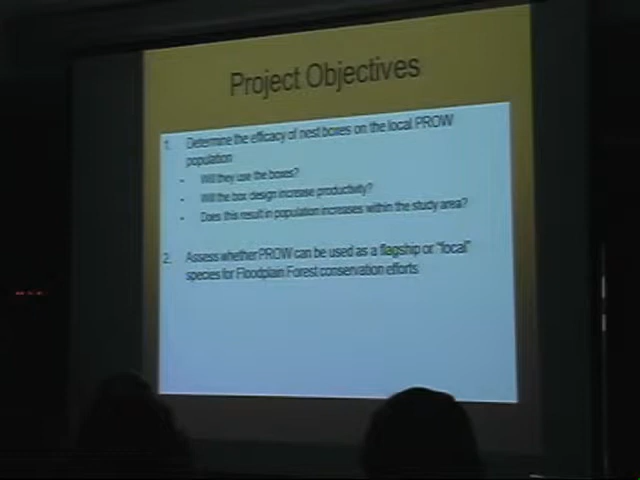 Project Objectives
1. Determine the efficacy of nest boxes on the local PROW
population
- Will they use the boxes?
- Will the box design increase productivity?
- Does this result in population increases within the study area?
2. Assess whether PROW can be used as a flagship or "focal"
species for Floodplain Forest conservation efforts